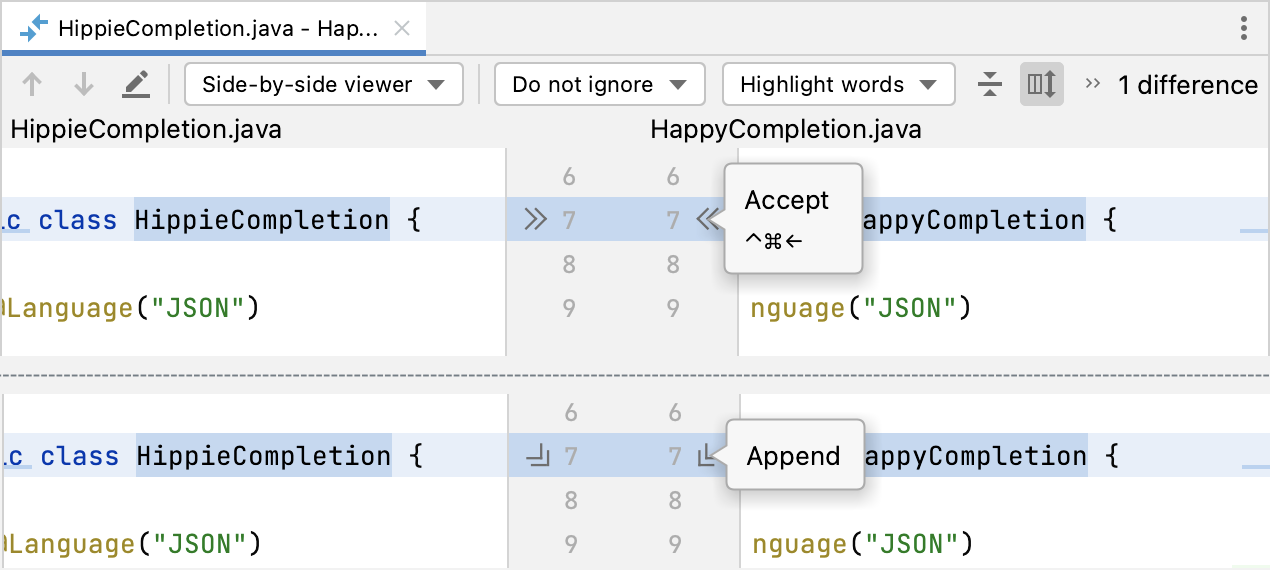 HippieCompletion.java - Hap...
Side-by-side viewer Do not ignore Highlight words 1 difference
HippieCompletion.java HappyCompletion.java
6 6
ic class HippieCompletion { 7 7 appyCompletion {
Accept
^⌘←
8 8
@Language("JSON") 9 9 nguage("JSON")
6 6
ic class HippieCompletion { 7 7 appyCompletion {
Append
8 8
@Language("JSON") 9 9 nguage("JSON")